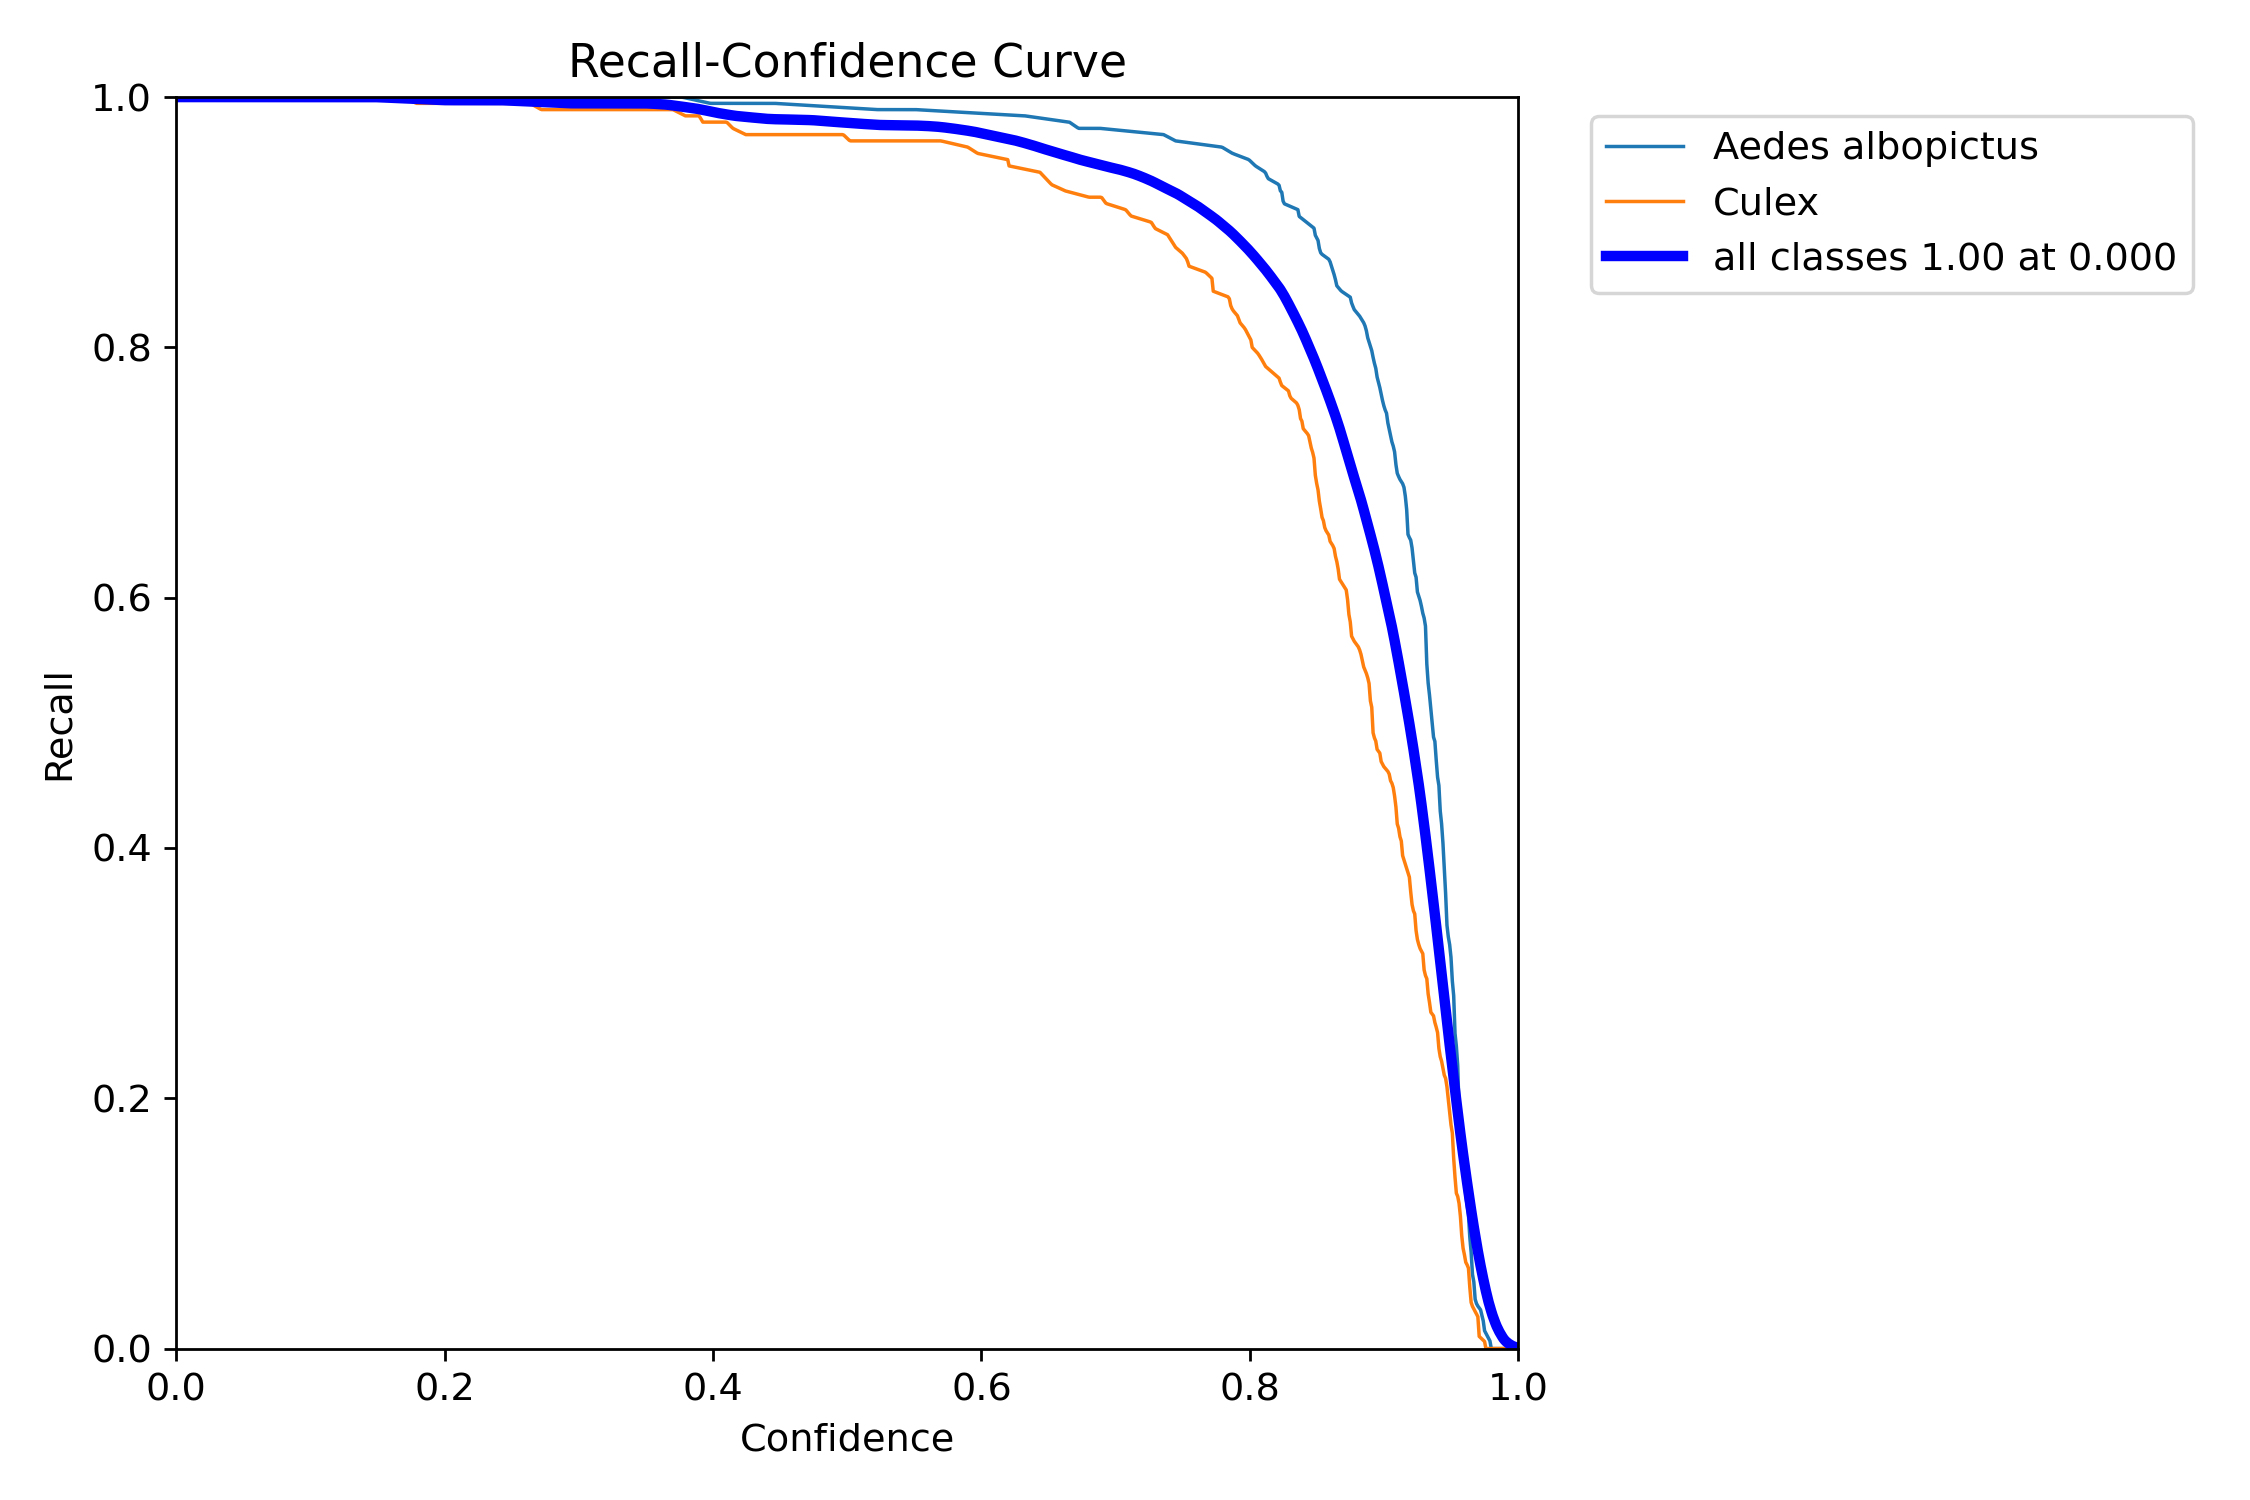 Recall-Confidence Curve
1.0
0.8
0.6
0.4
0.2
0.0
Recall
0.0 0.2 0.4 0.6 0.8 1.0
Confidence
Aedes albopictus
Culex
all classes 1.00 at 0.000